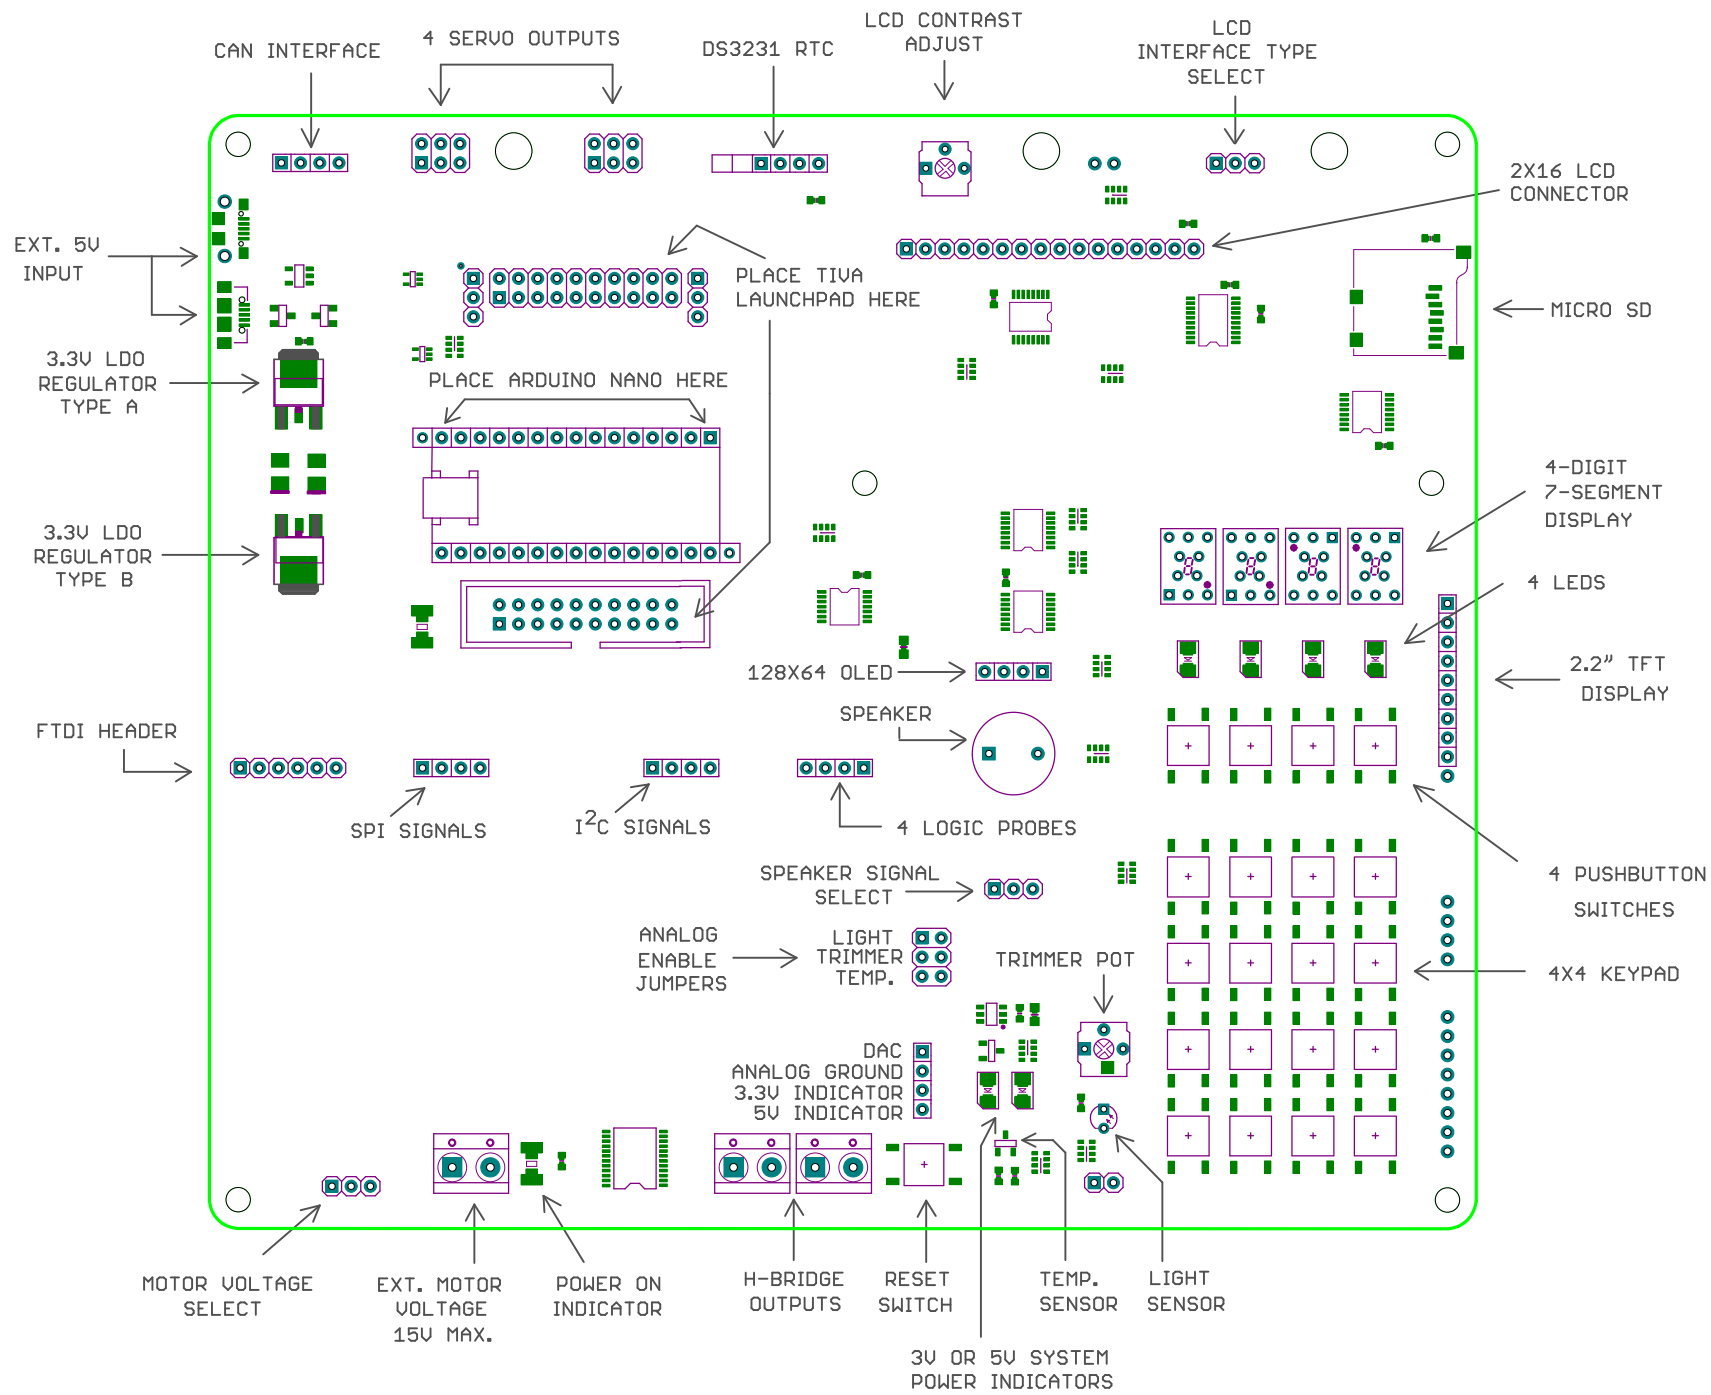 LCD CONTRAST
ADJUST
LCD
INTERFACE TYPE
SELECT
4 SERVO OUTPUTS
CAN INTERFACE
DS3231 RTC
2X16 LCD
CONNECTOR
EXT. 5V
INPUT
PLACE TIVA
LAUNCHPAD HERE
MICRO SD
3.3V LDO
REGULATOR
TYPE A
PLACE ARDUINO NANO HERE
4-DIGIT
7-SEGMENT
DISPLAY
3.3V LDO
REGULATOR
TYPE B
4 LEDS
128X64 OLED
2.2" TFT
DISPLAY
SPEAKER
FTDI HEADER
SPI SIGNALS
I2C SIGNALS
4 LOGIC PROBES
SPEAKER SIGNAL
SELECT
4 PUSHBUTTON
SWITCHES
ANALOG
ENABLE
JUMPERS
LIGHT
TRIMMER
TEMP.
TRIMMER POT
4X4 KEYPAD
DAC
ANALOG GROUND
3.3V INDICATOR
5V INDICATOR
MOTOR VOLTAGE
SELECT
EXT. MOTOR
VOLTAGE
15V MAX.
POWER ON
INDICATOR
H-BRIDGE
OUTPUTS
RESET
SWITCH
TEMP.
SENSOR
LIGHT
SENSOR
3V OR 5V SYSTEM
POWER INDICATORS